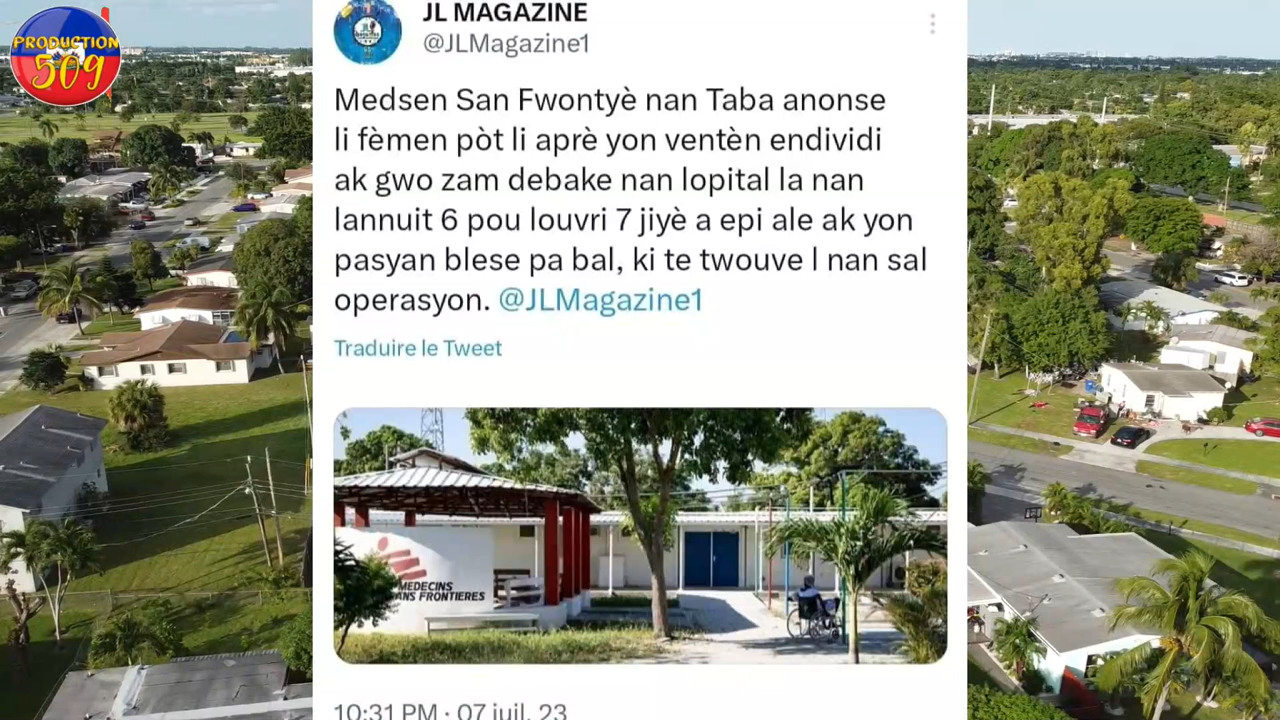 PRODUCTION
509
JL MAGAZINE
@JLMagazine1
Medsen San Fwontyè nan Taba anonse
li fèmen pòt li aprè yon ventèn endividi
ak gwo zam debake nan lopital la nan
lannuit 6 pou louvri 7 jiyè a epi ale ak yon
pasyan blese pa bal, ki te twouve l nan sal
operasyon. @JLMagazine1
Traduire le Tweet
MEDECINS
SANS FRONTIERES
10:31 PM · 07 juil. 23